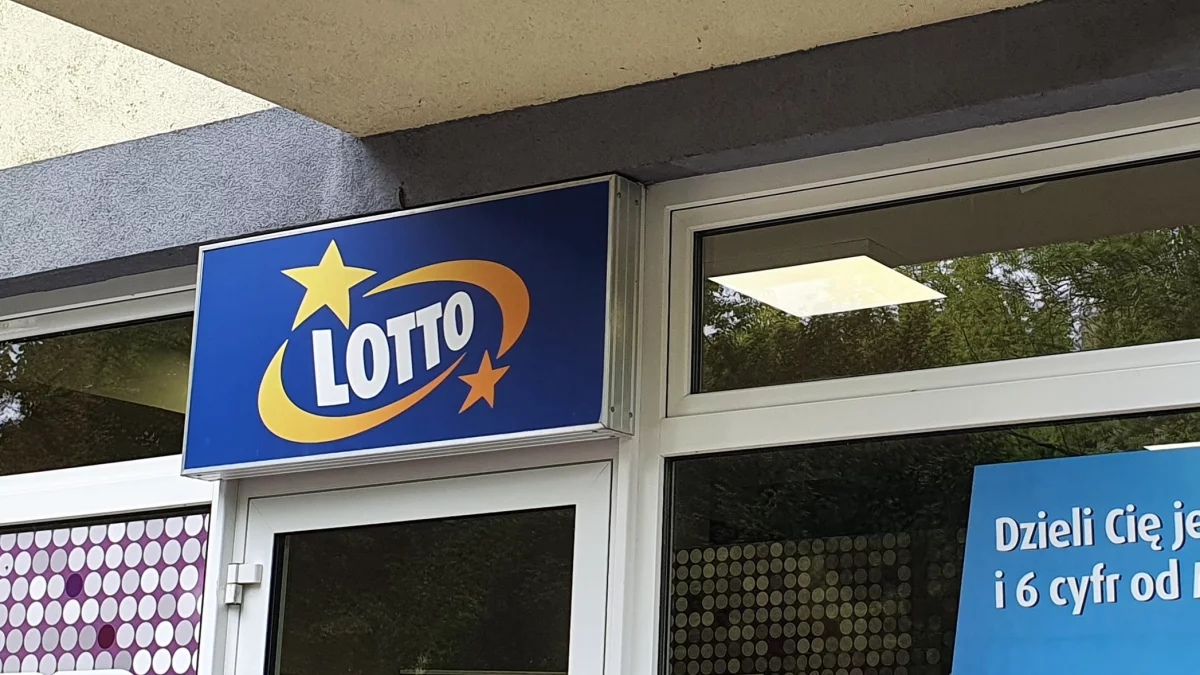 LOTTO
Dzieli Cię je
i 6 cyfr od